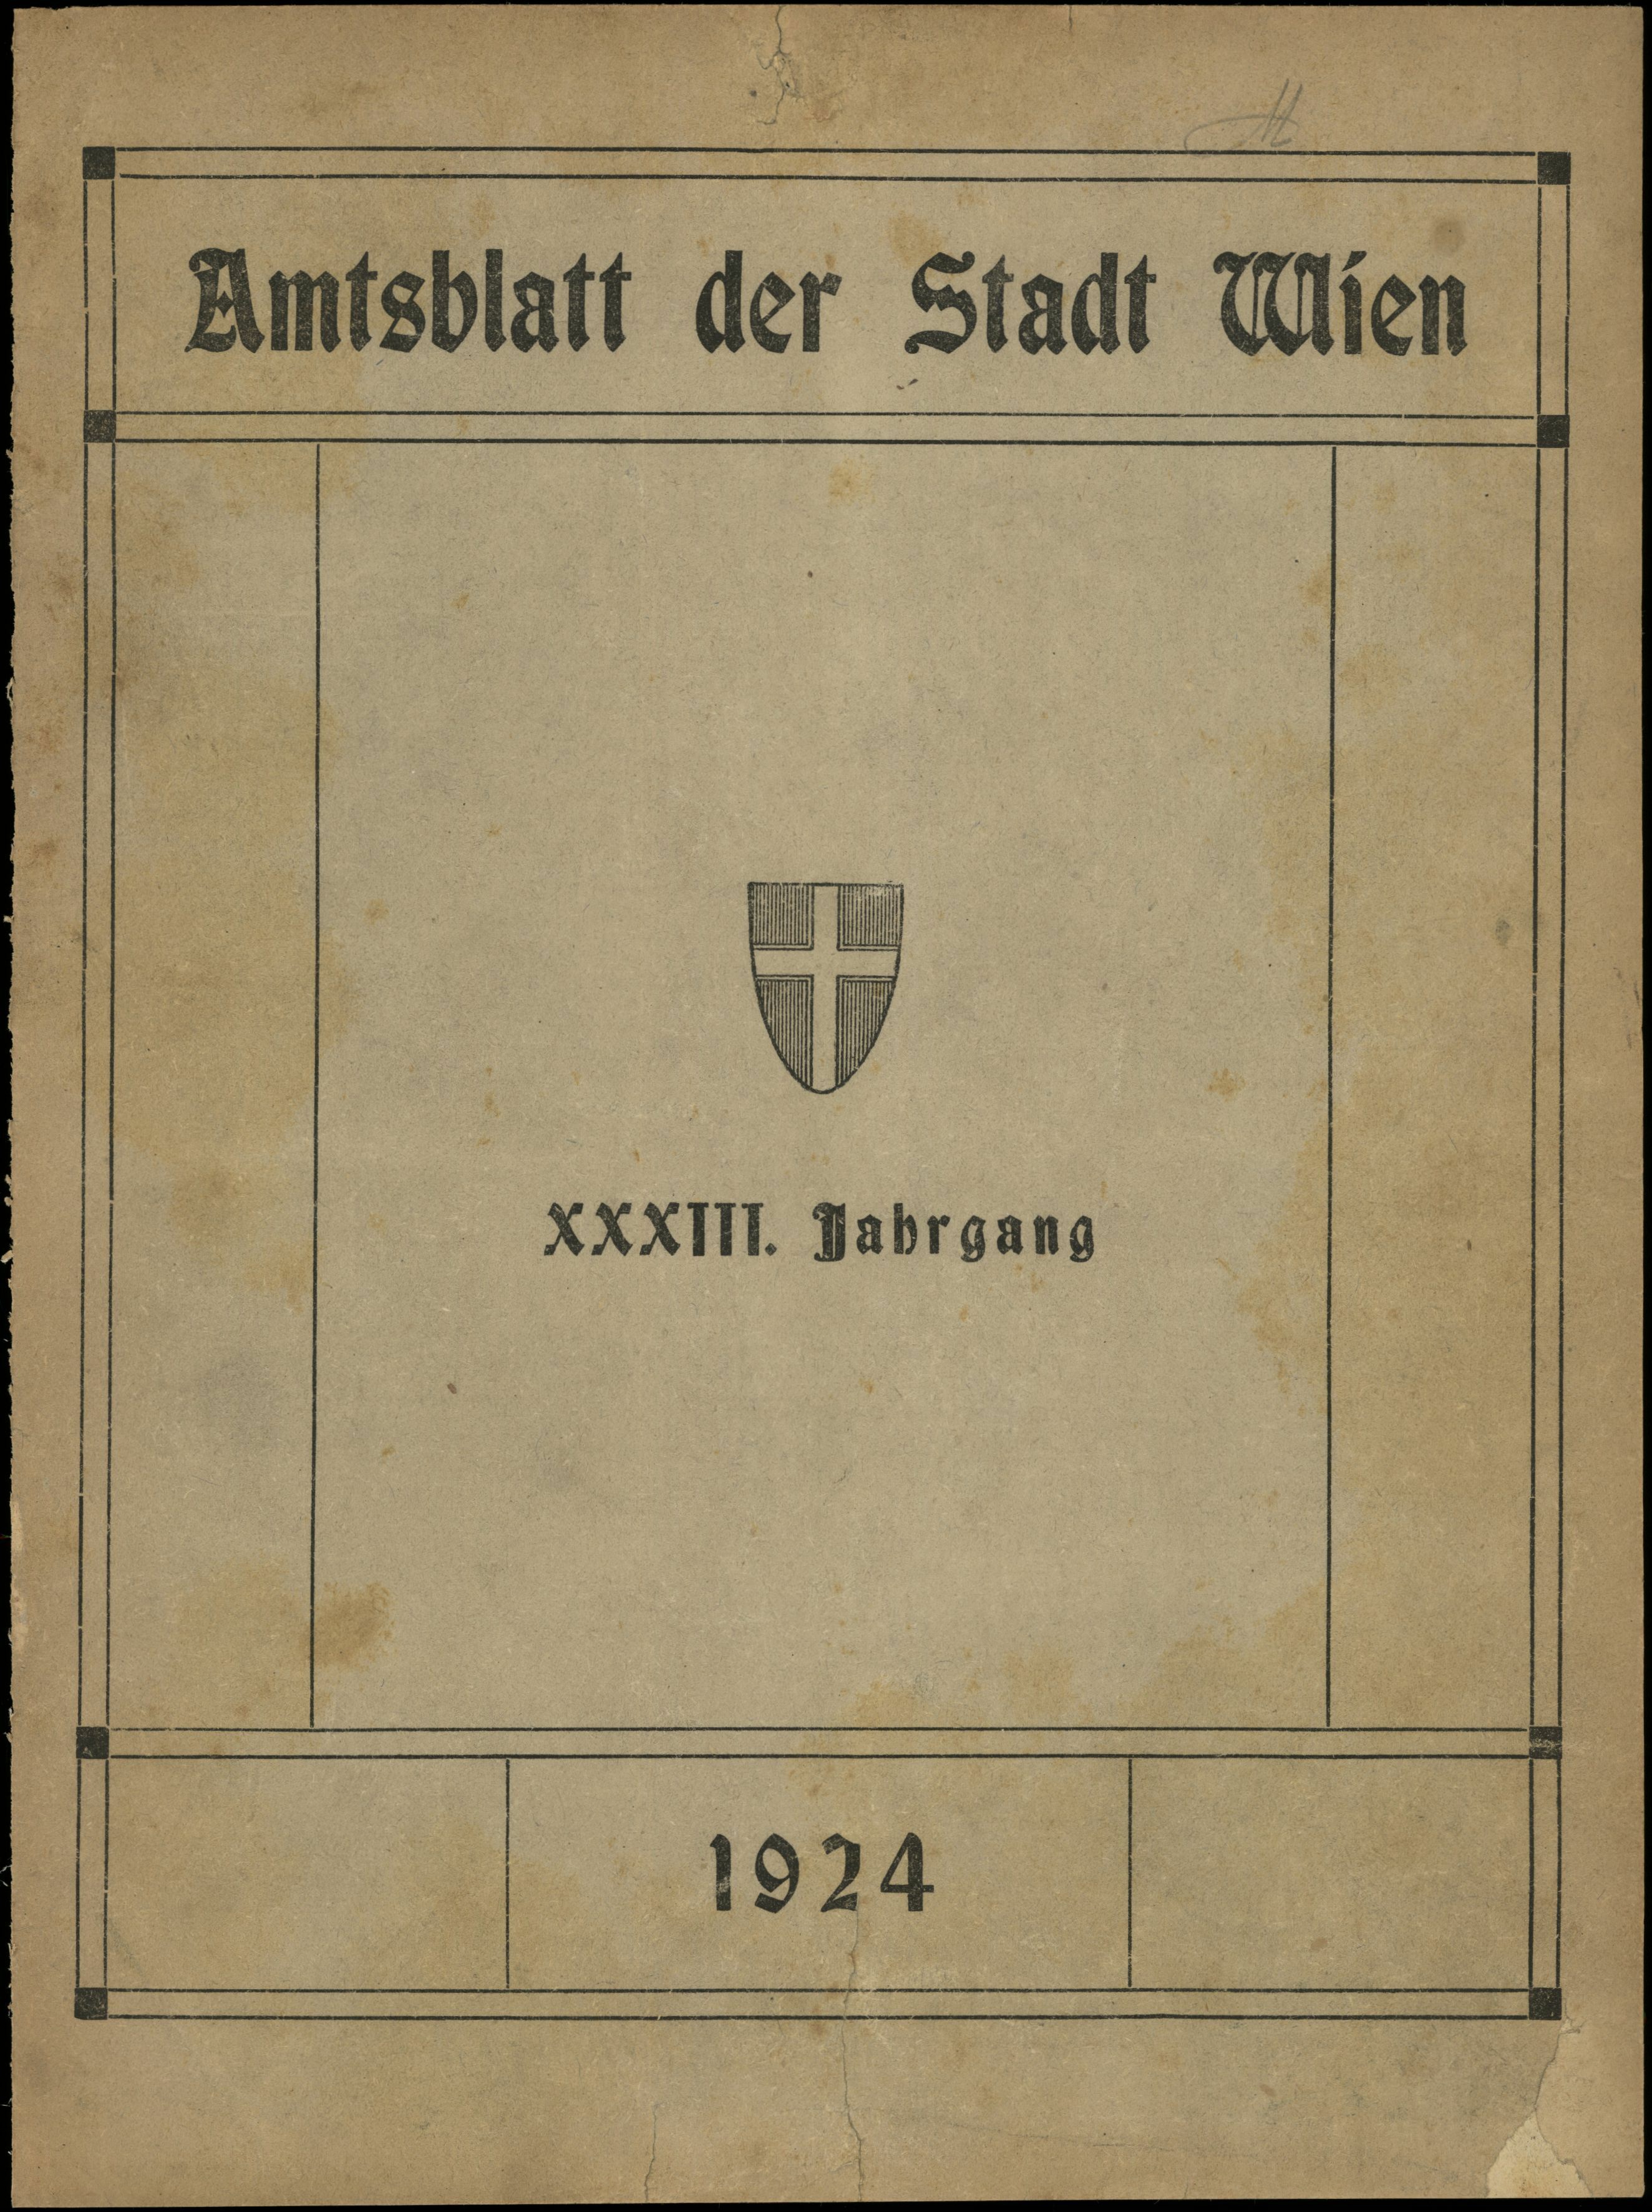 Amtsblatt der Stadt Wien
XXXIII. Jahrgang
1924